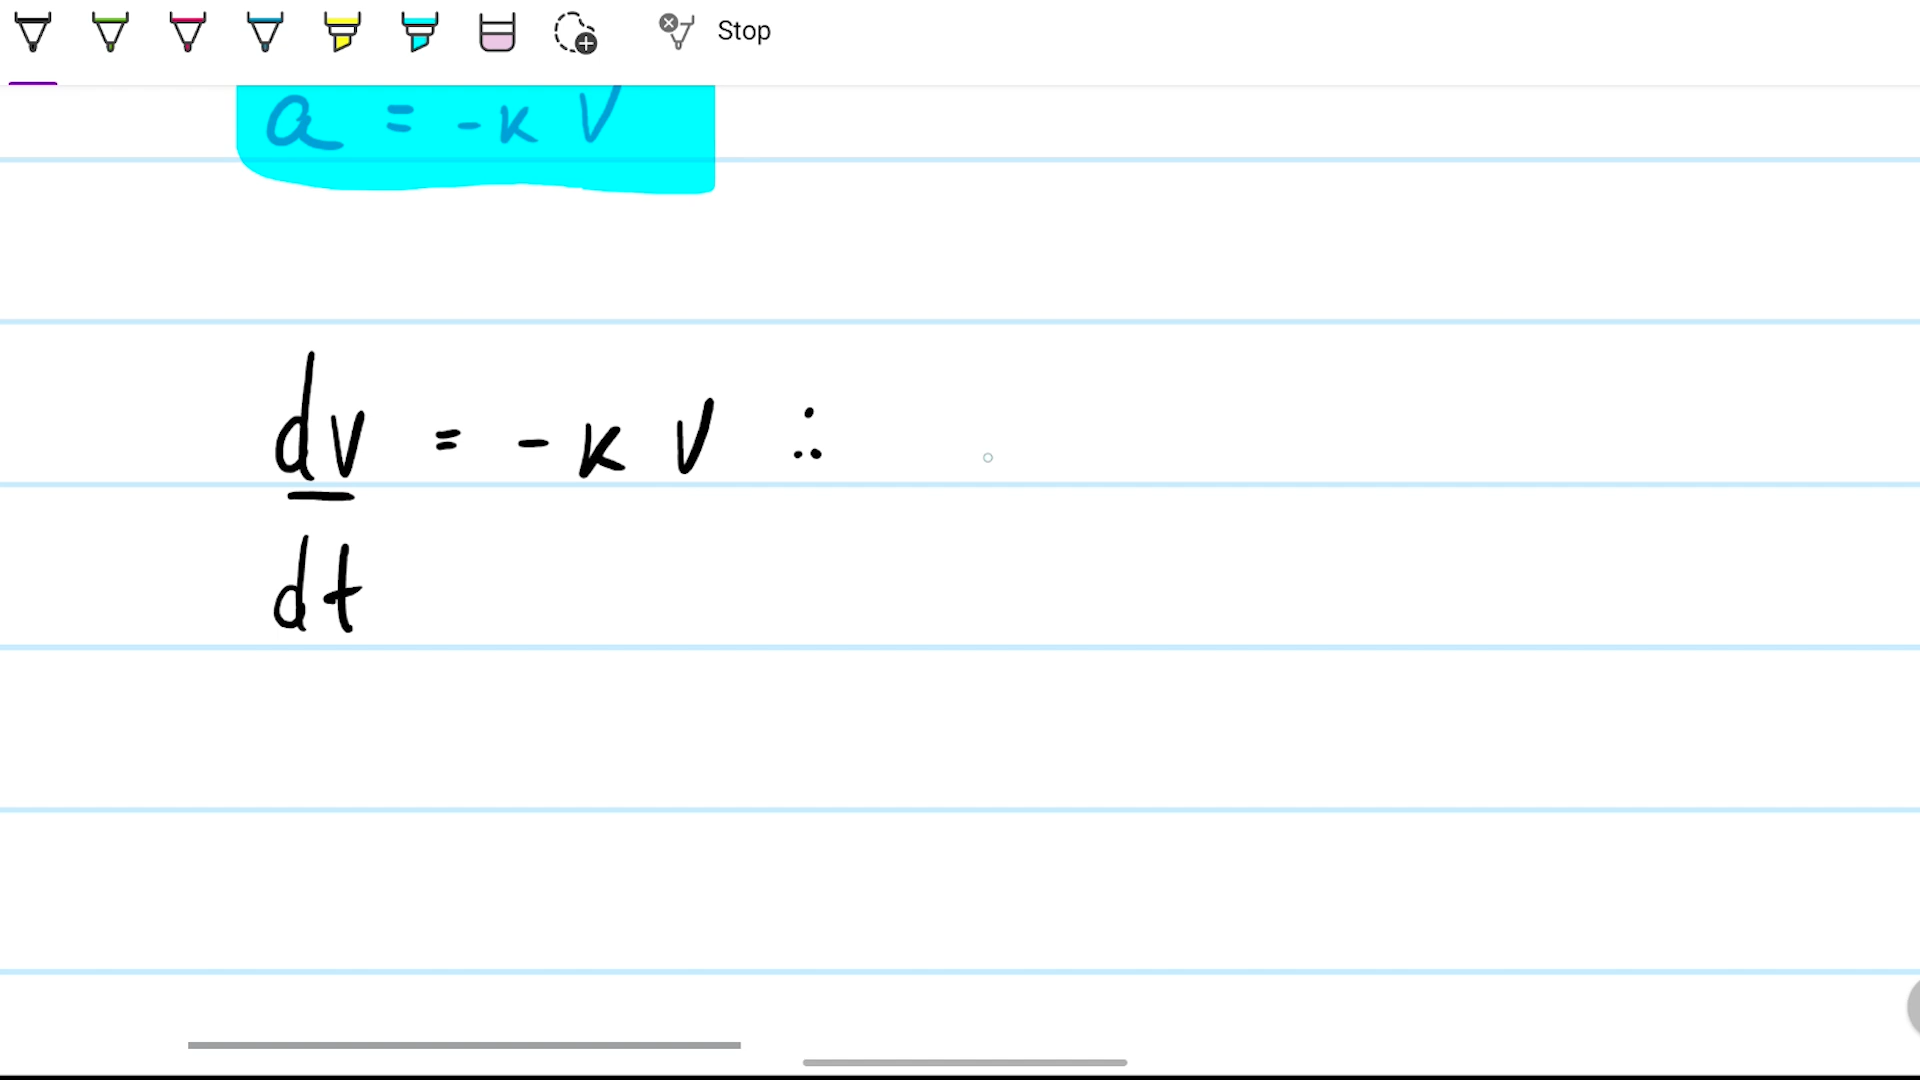 Stop
a = -k V
dv = -k V ∴
dt